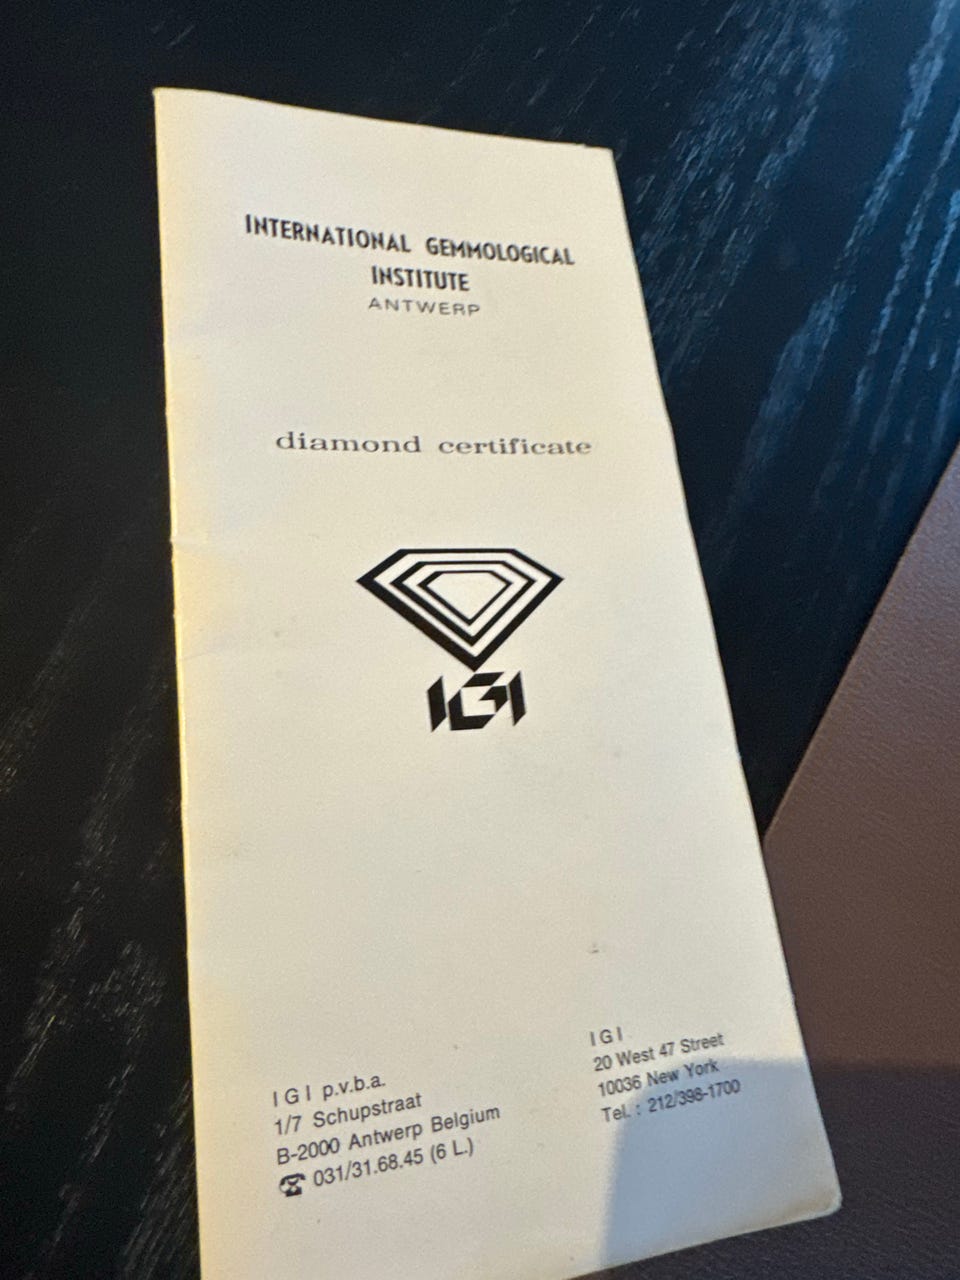 INTERNATIONAL GEMMOLOGICAL
INSTITUTE
ANTWERP
diamond certificate
IGI
IGI p.v.b.a.
1/7 Schupstraat
B-2000 Antwerp Belgium
☎ 031/31.68.45 (6 L.)
IGI
20 West 47 Street
10036 New York
Tel. : 212/398-1700